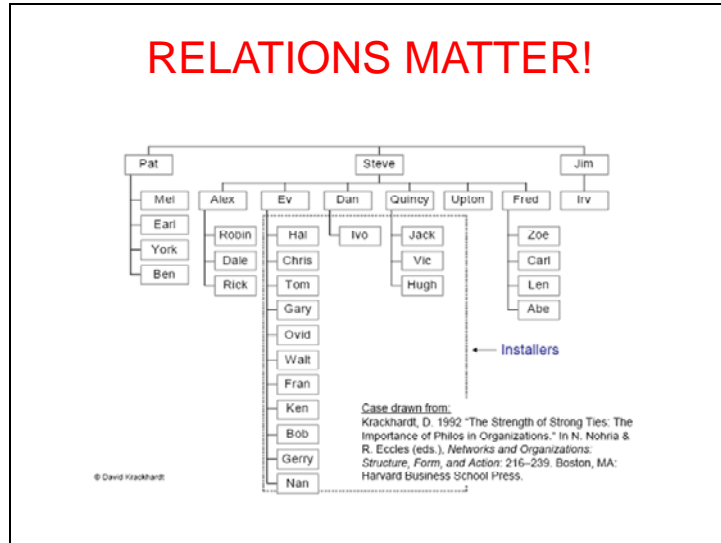 RELATIONS MATTER!
Pat Steve Jim
Mel Alex Ev Dan Quincy Upton Fred Irv
Earl Robin Hal Ivo Jack Zoe
York Dale Chris Vic Carl
Ben Rick Tom Hugh Len
Gary Abe
Ovid
Walt Installers
Fran
Ken
Bob
Gerry
Nan
Case drawn from:
Krackhardt, D. 1992 "The Strength of Strong Ties: The
Importance of Philos in Organizations." In N. Nohria &
R. Eccles (eds.), Networks and Organizations:
Structure, Form, and Action: 216–239. Boston, MA:
Harvard Business School Press.
© David Krackhardt